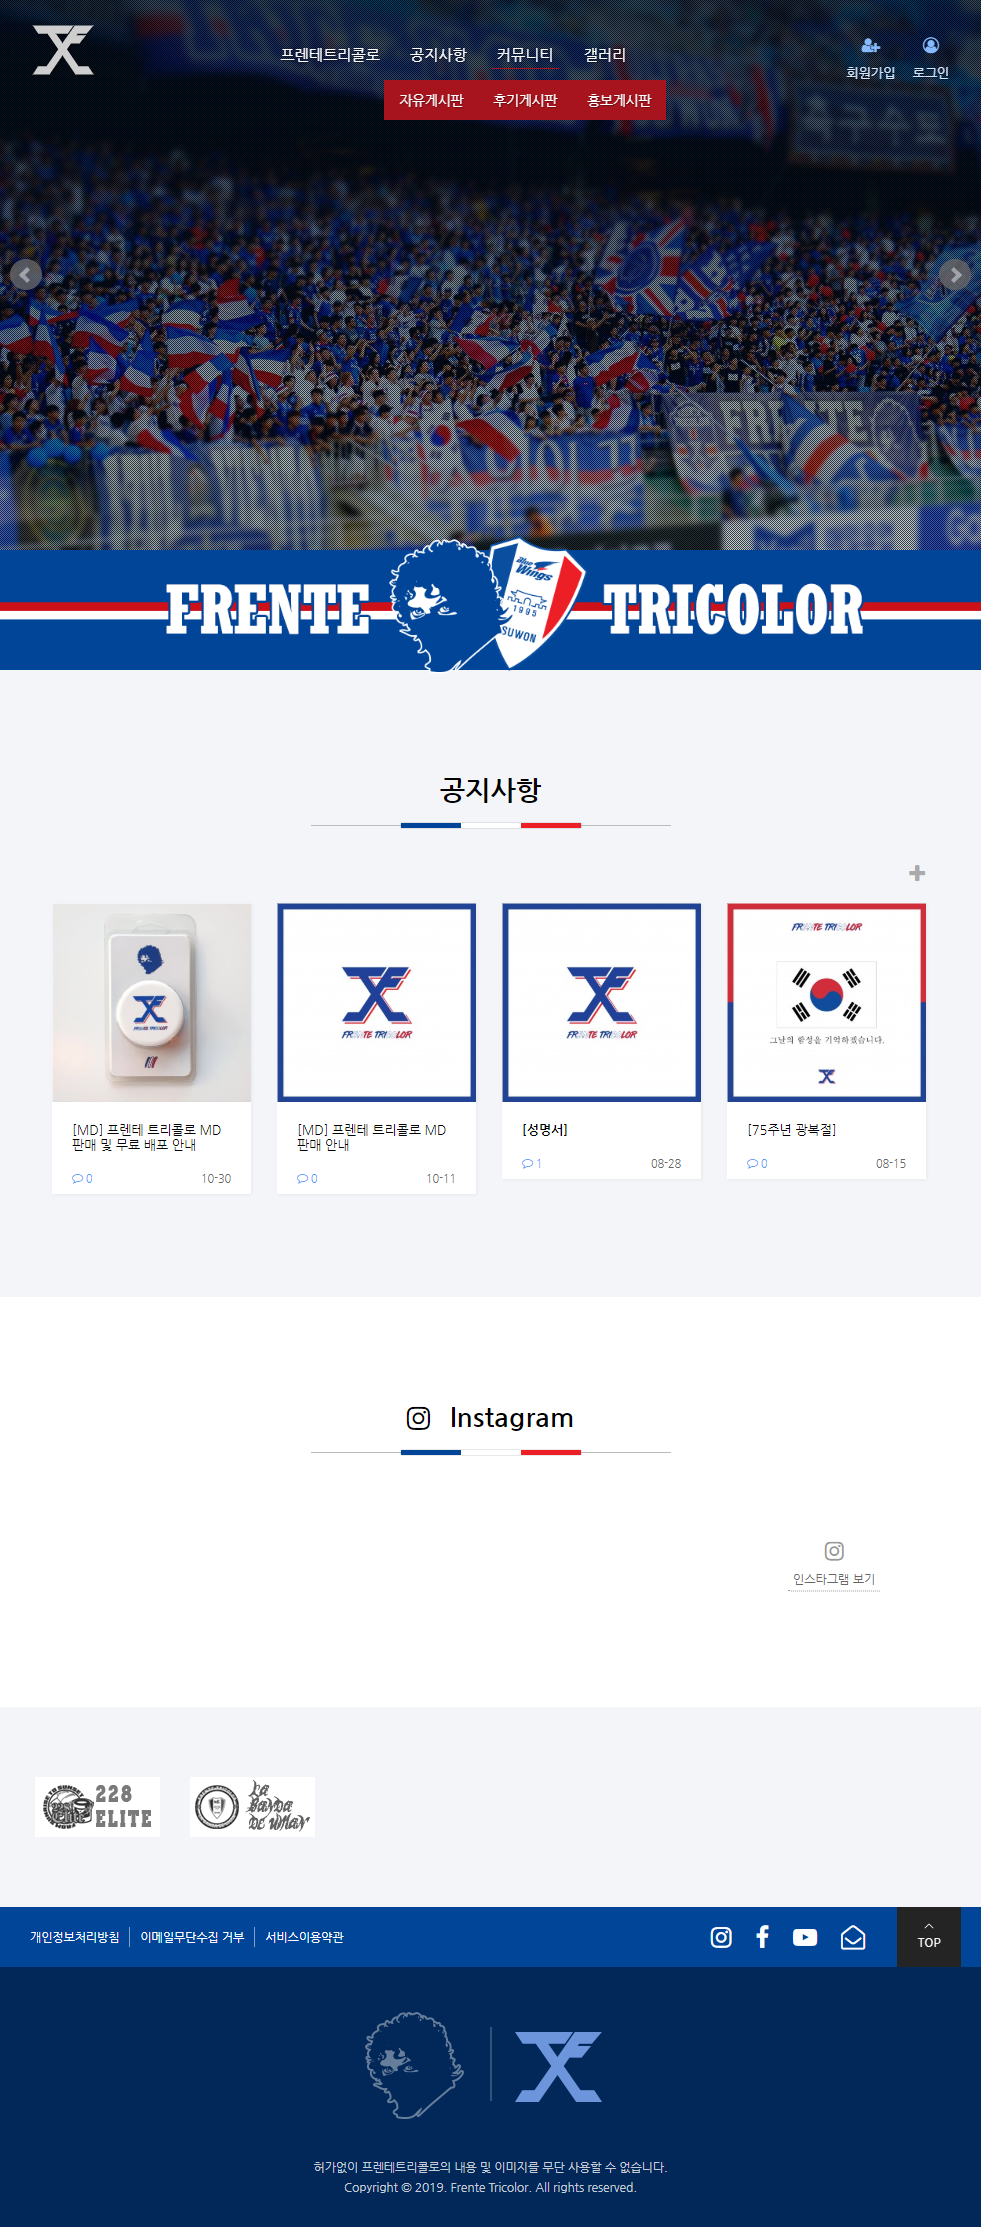 프렌테트리콜로 공지사항 커뮤니티 갤러리
회원가입 로그인
자유게시판 후기게시판 홍보게시판
FRENTE
FRENTE TRICOLOR
Blue Wings
1995
SUWON
공지사항
FRENTE TRICOLOR
FRENTE TRICOLOR
FRENTE TRICOLOR
FRENTE TRICOLOR
그날의 함성을 기억하겠습니다.
[MD] 프렌테 트리콜로 MD
판매 및 무료 배포 안내
0 10-30
[MD] 프렌테 트리콜로 MD
판매 안내
0 10-11
[성명서]
1 08-28
[75주년 광복절]
0 08-15
Instagram
인스타그램 보기
228
ELITE
La
Banda
개인정보처리방침 이메일무단수집 거부 서비스이용약관
TOP
허가없이 프렌테트리콜로의 내용 및 이미지를 무단 사용할 수 없습니다.
Copyright © 2019. Frente Tricolor. All rights reserved.